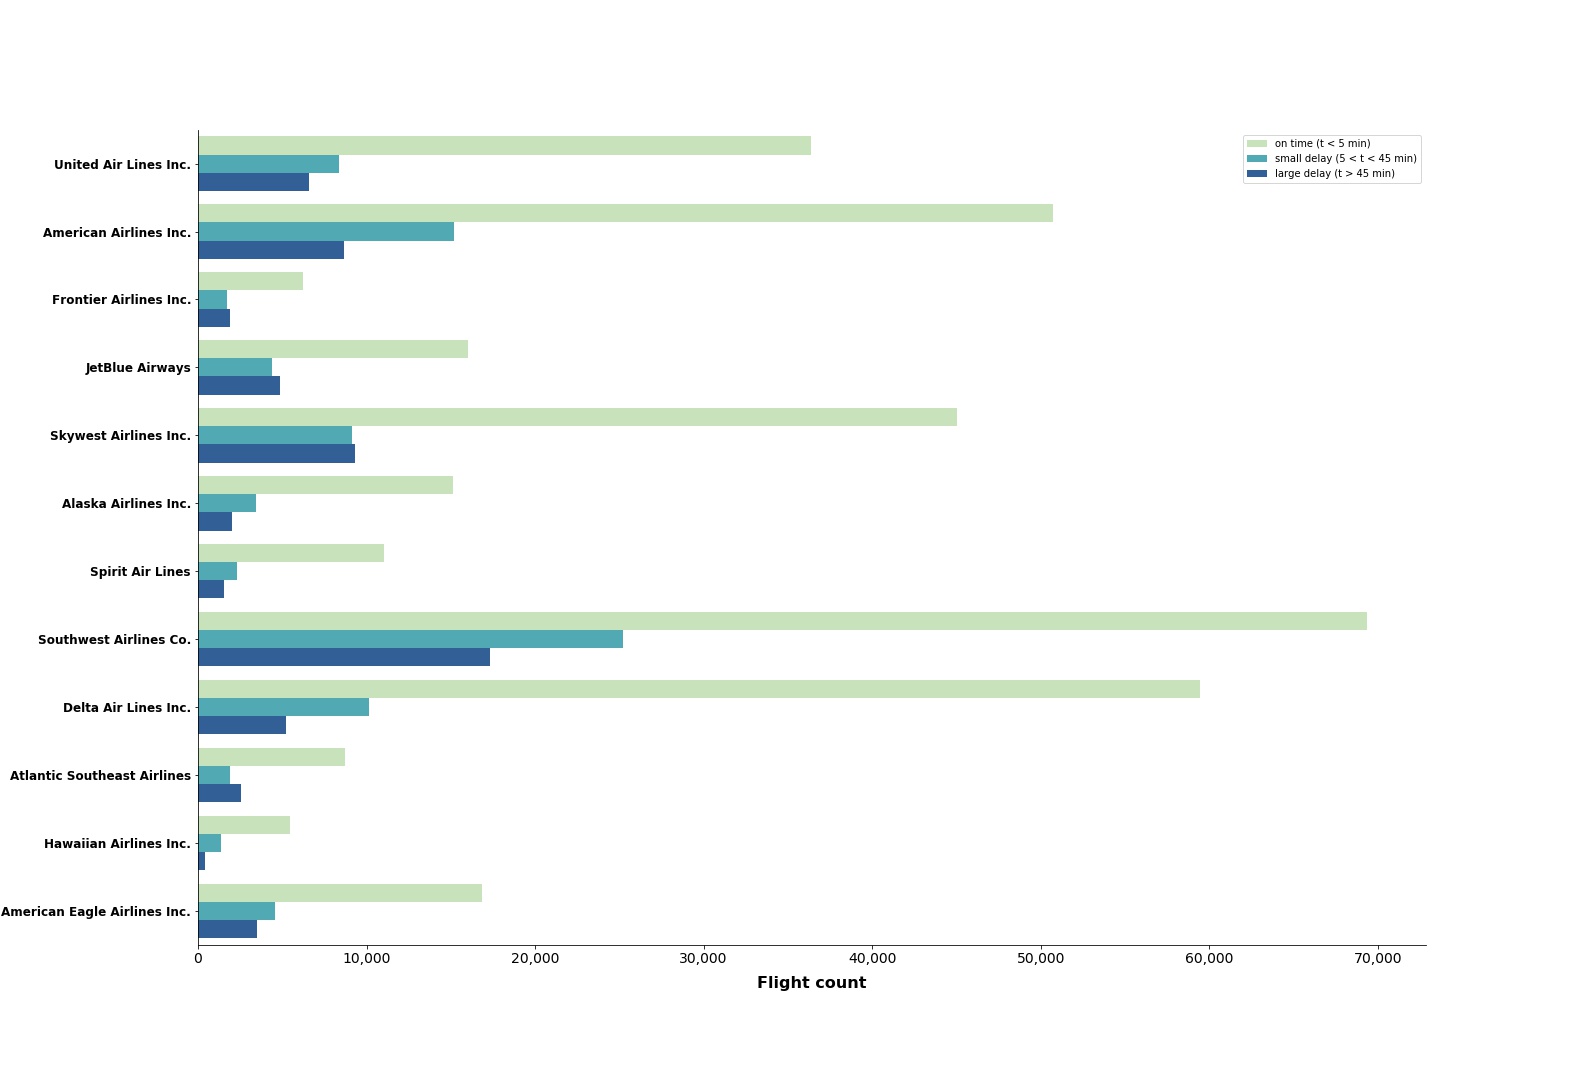 on time (t < 5 min)
small delay (5 < t < 45 min)
large delay (t > 45 min)
United Air Lines Inc.
American Airlines Inc.
Frontier Airlines Inc.
JetBlue Airways
Skywest Airlines Inc.
Alaska Airlines Inc.
Spirit Air Lines
Southwest Airlines Co.
Delta Air Lines Inc.
Atlantic Southeast Airlines
Hawaiian Airlines Inc.
American Eagle Airlines Inc.
0 10,000 20,000 30,000 40,000 50,000 60,000 70,000
Flight count